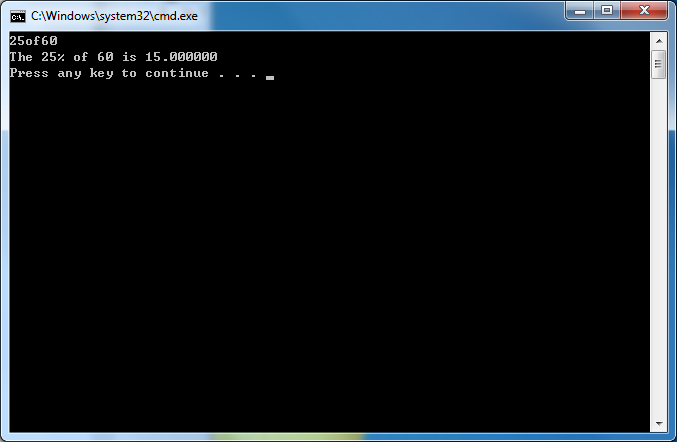 C:\Windows\system32\cmd.exe
25of60
The 25% of 60 is 15.000000
Press any key to continue . . .